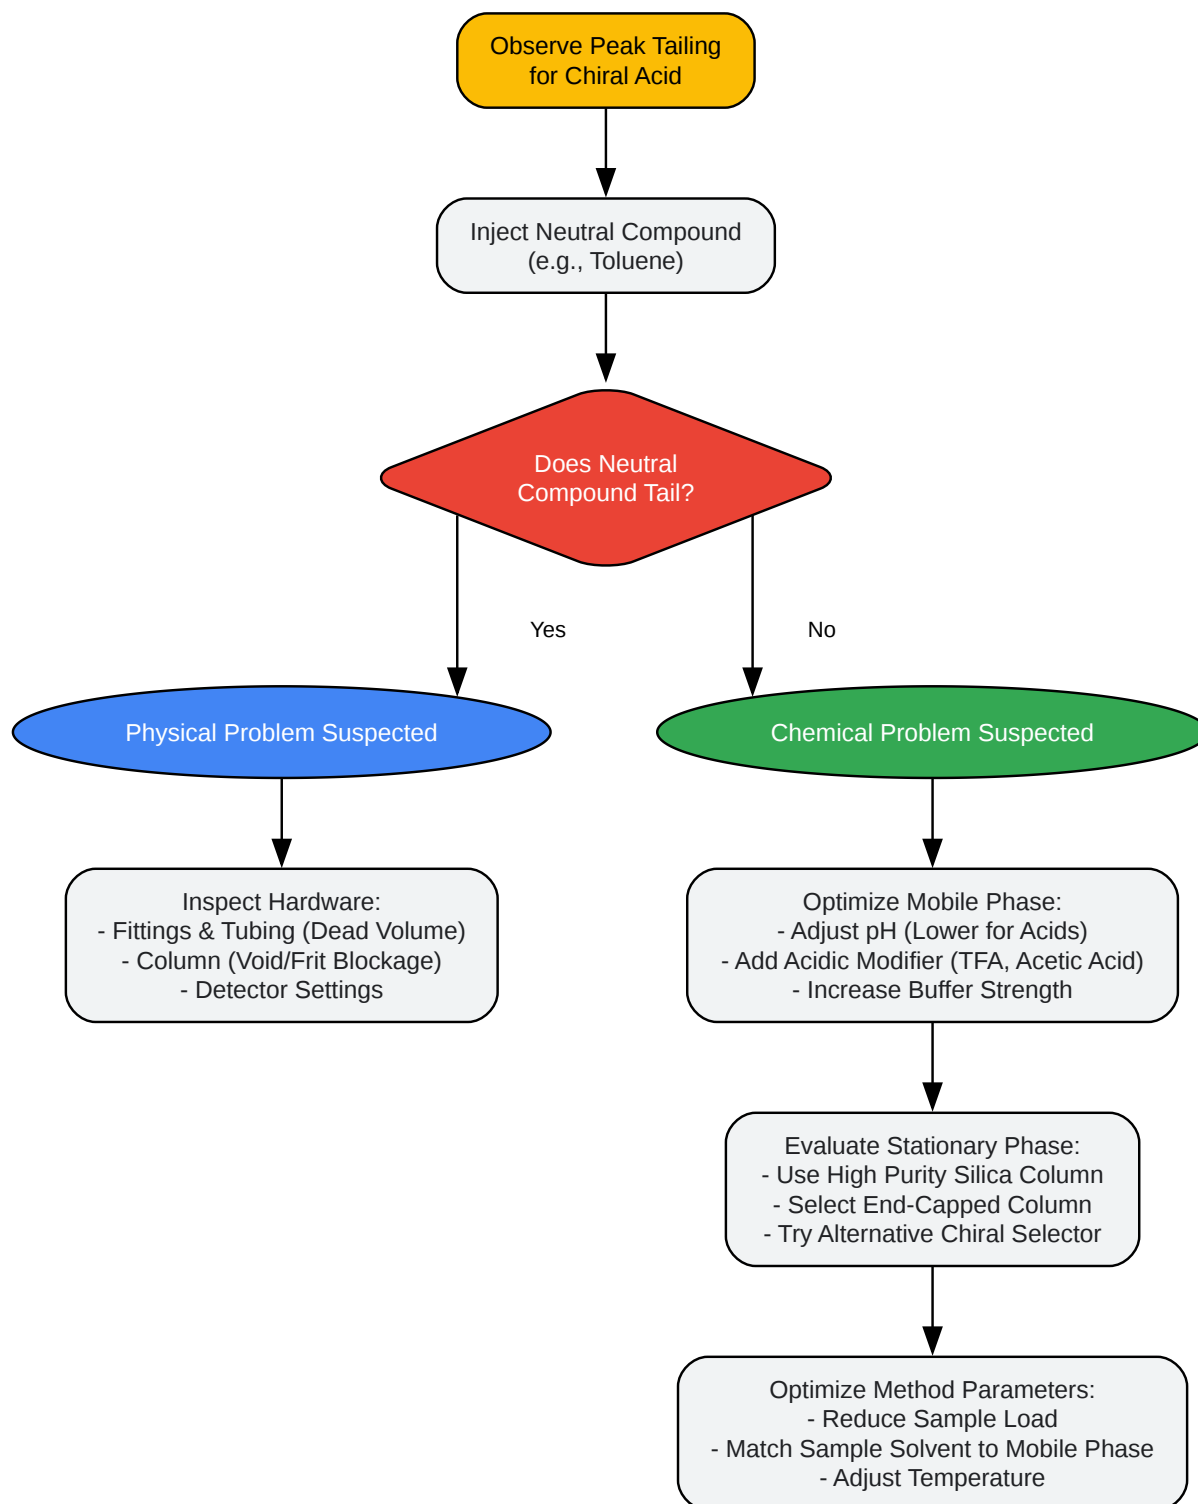 Observe Peak Tailing
for Chiral Acid
Inject Neutral Compound
(e.g., Toluene)
Does Neutral
Compound Tail?
Yes
No
Physical Problem Suspected
Chemical Problem Suspected
Inspect Hardware:
- Fittings & Tubing (Dead Volume)
- Column (Void/Frit Blockage)
- Detector Settings
Optimize Mobile Phase:
- Adjust pH (Lower for Acids)
- Add Acidic Modifier (TFA, Acetic Acid)
- Increase Buffer Strength
Evaluate Stationary Phase:
- Use High Purity Silica Column
- Select End-Capped Column
- Try Alternative Chiral Selector
Optimize Method Parameters:
- Reduce Sample Load
- Match Sample Solvent to Mobile Phase
- Adjust Temperature